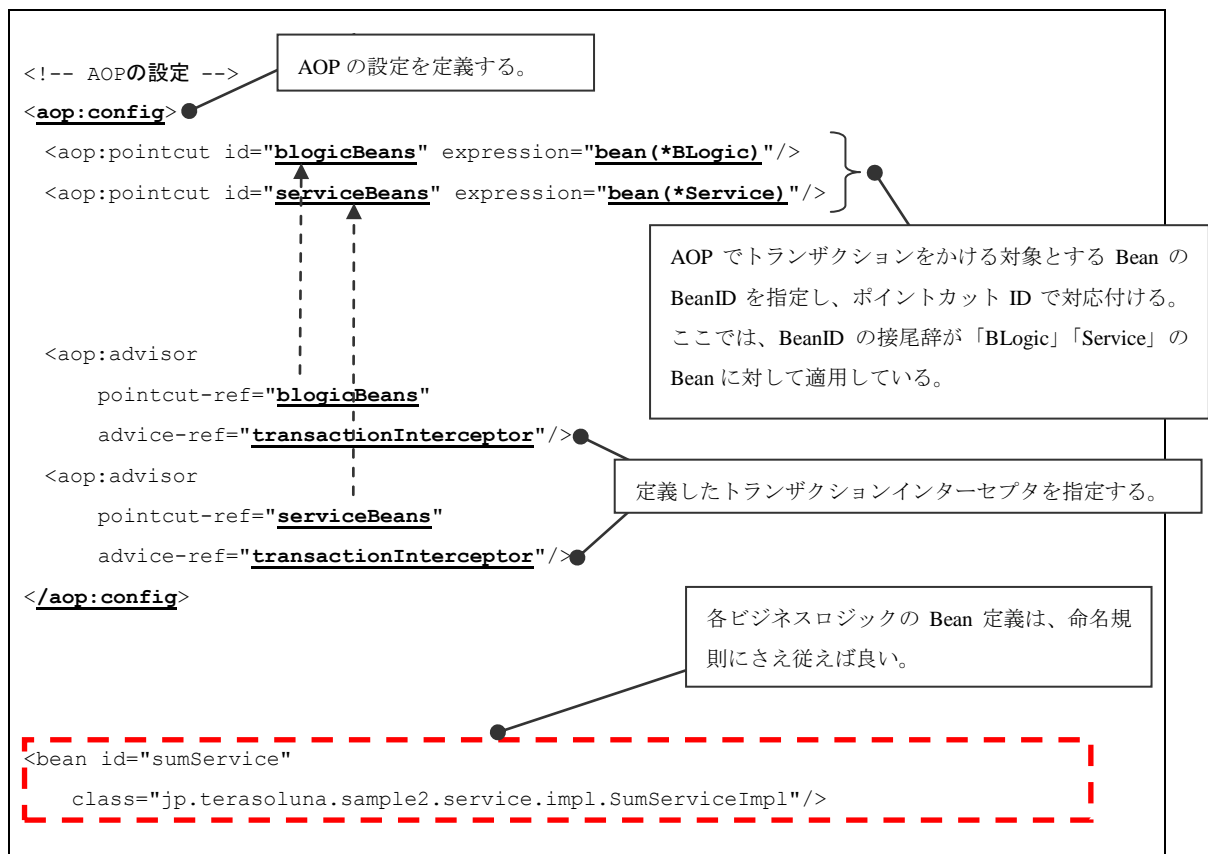 <!-- AOPの設定 -->
AOP の設定を定義する。
<aop:config>
<aop:pointcut id="blogicBeans" expression="bean(*BLogic)"/>
<aop:pointcut id="serviceBeans" expression="bean(*Service)"/>
AOP でトランザクションをかける対象とする Bean の
BeanID を指定し、ポイントカット ID で対応付ける。
ここでは、BeanID の接尾辞が「BLogic」「Service」の
Bean に対して適用している。
<aop:advisor
pointcut-ref="blogicBeans"
advice-ref="transactionInterceptor"/>
<aop:advisor
定義したトランザクションインターセプタを指定する。
pointcut-ref="serviceBeans"
advice-ref="transactionInterceptor"/>
</aop:config>
各ビジネスロジックの Bean 定義は、命名規
則にさえ従えば良い。
<bean id="sumService"
class="jp.terasoluna.sample2.service.impl.SumServiceImpl"/>